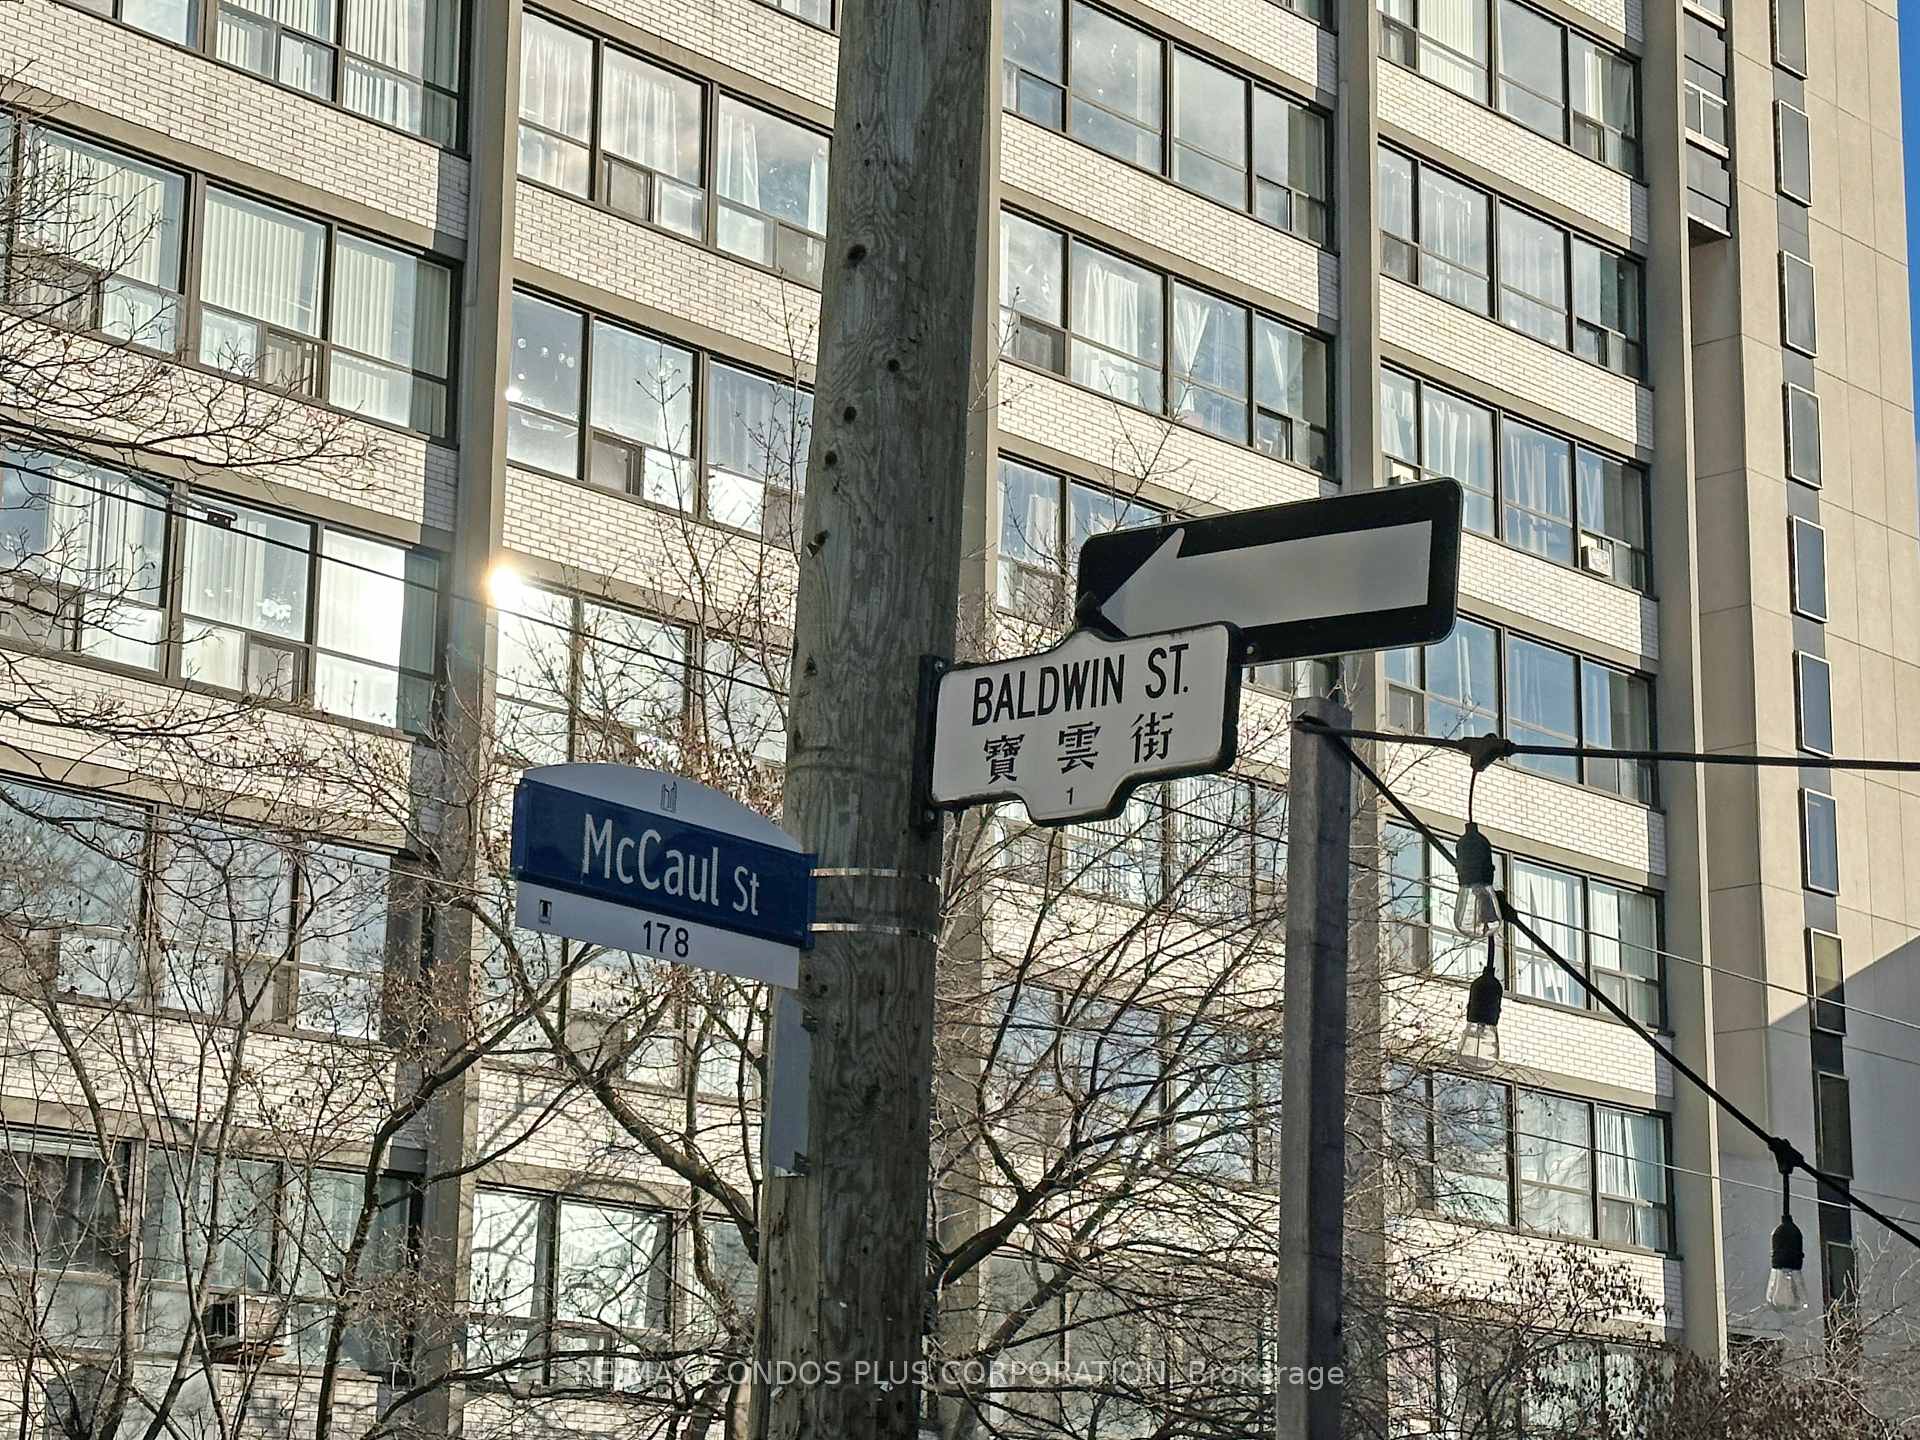 BALDWIN ST.
寶雲街
1
McCaul St
178
RE/MAX CONDOS PLUS CORPORATION, Brokerage